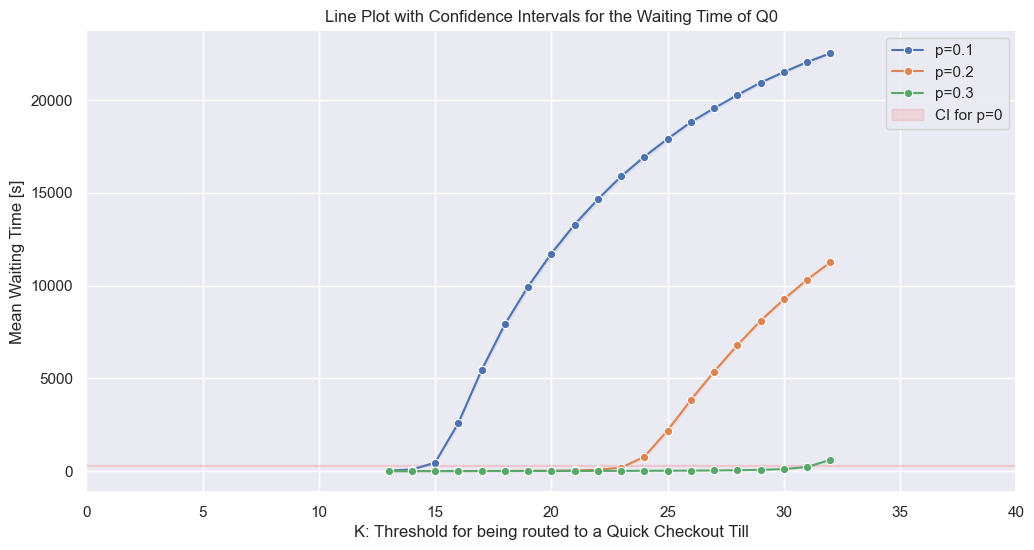 Line Plot with Confidence Intervals for the Waiting Time of Q0
p=0.1
p=0.2
p=0.3
CI for p=0
Mean Waiting Time [s]
20000
15000
10000
5000
0
0 5 10 15 20 25 30 35 40
K: Threshold for being routed to a Quick Checkout Till